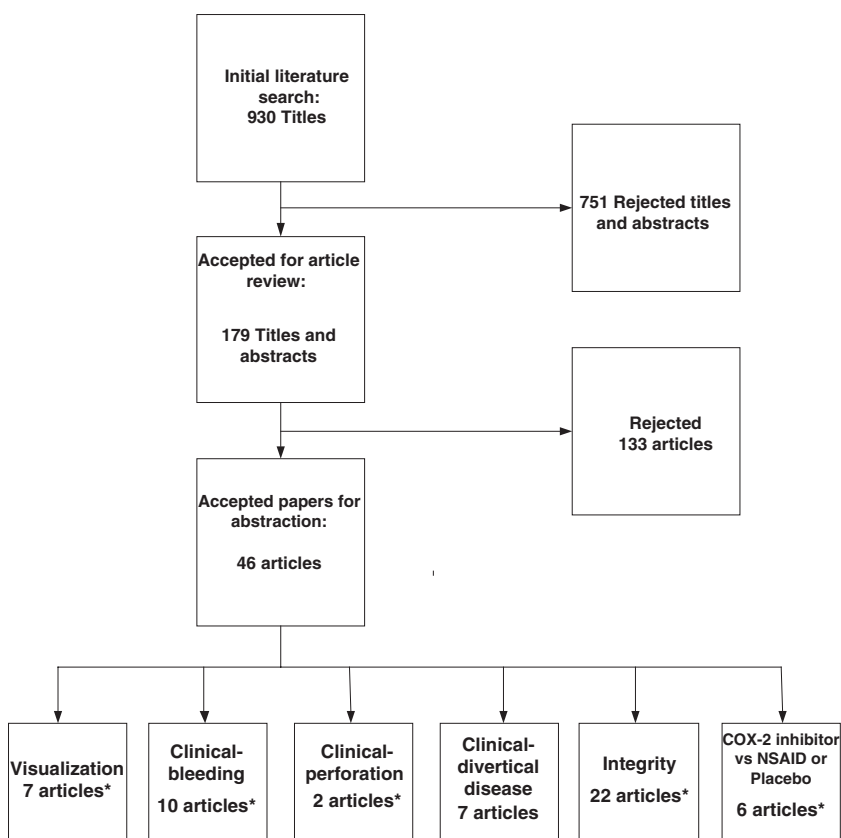 Initial literature
search:
930 Titles
751 Rejected titles
and abstracts
Accepted for article
review:
179 Titles and
abstracts
Rejected
133 articles
Accepted papers for
abstraction:
46 articles
Visualization
7 articles*
Clinical-
bleeding
10 articles*
Clinical-
perforation
2 articles*
Clinical-
divertical
disease
7 articles
Integrity
22 articles*
COX-2 inhibitor
vs NSAID or
Placebo
6 articles*